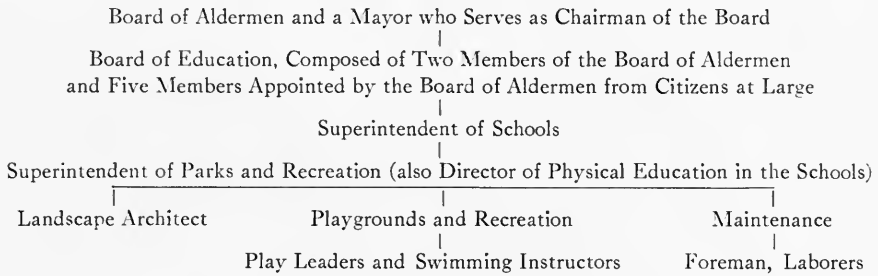 Board of Aldermen and a Mayor who Serves as Chairman of the Board
Board of Education, Composed of Two Members of the Board of Aldermen
and Five Members Appointed by the Board of Aldermen from Citizens at Large
Superintendent of Schools
Superintendent of Parks and Recreation (also Director of Physical Education in the Schools)
Landscape Architect Playgrounds and Recreation Maintenance
Play Leaders and Swimming Instructors Foreman, Laborers